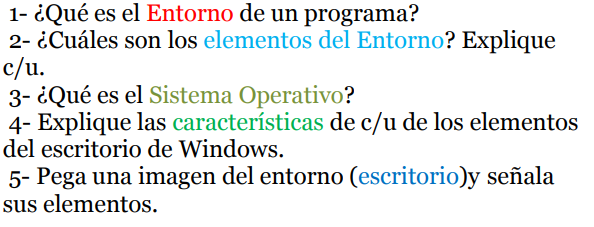 1- ¿Qué es el Entorno de un programa?
2- ¿Cuáles son los elementos del Entorno? Explique
c/u.
3- ¿Qué es el Sistema Operativo?
4- Explique las características de c/u de los elementos
del escritorio de Windows.
5- Pega una imagen del entorno (escritorio)y señala
sus elementos.